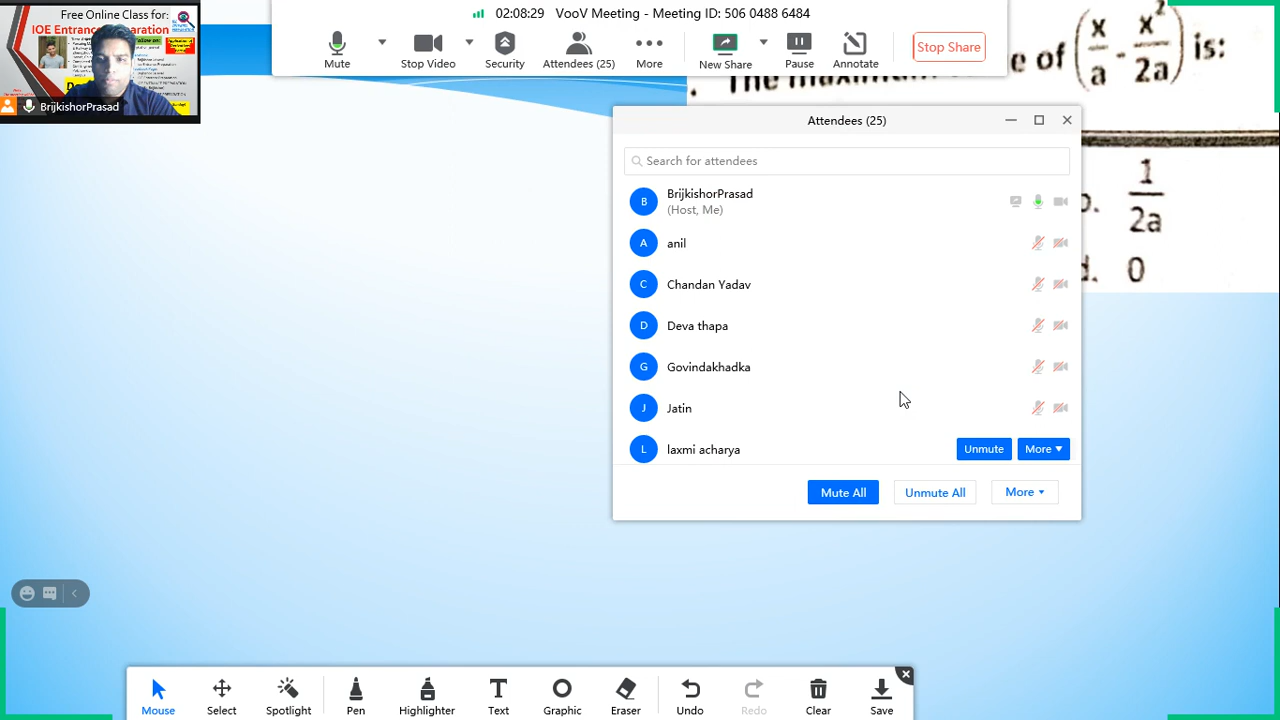 02:08:29 VooV Meeting - Meeting ID: 506 0488 6484
Mute
Stop Video
Security
Attendees (25)
More
New Share
Pause
Annotate
Stop Share
Free Online Class for:
IOE Entrance Preparation
BrijkishorPrasad
e of (x/a - x²/2a) is:
1/2a
d. 0
Attendees (25)
Search for attendees
B BrijkishorPrasad
(Host, Me)
A anil
C Chandan Yadav
D Deva thapa
G Govindakhadka
J Jatin
L laxmi acharya Unmute More
Mute All Unmute All More
Mouse
Select
Spotlight
Pen
Highlighter
Text
Graphic
Eraser
Undo
Redo
Clear
Save